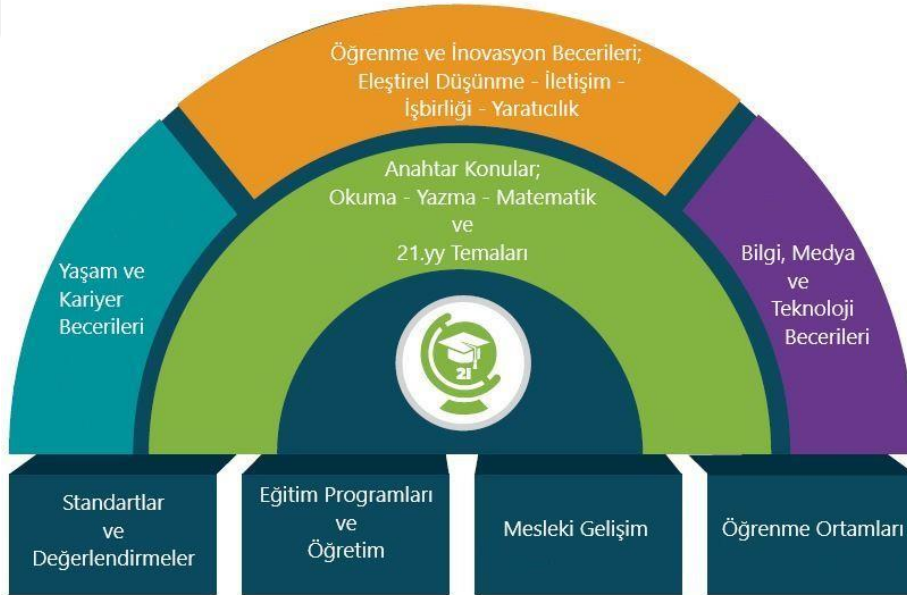 Öğrenme ve İnovasyon Becerileri;
Eleştirel Düşünme - İletişim -
İşbirliği - Yaratıcılık
Anahtar Konular;
Okuma - Yazma - Matematik
ve
21.yy Temaları
Yaşam ve
Kariyer
Becerileri
Bilgi, Medya
ve
Teknoloji
Becerileri
21
Standartlar
ve
Değerlendirmeler
Eğitim Programları
ve
Öğretim
Mesleki Gelişim
Öğrenme Ortamları